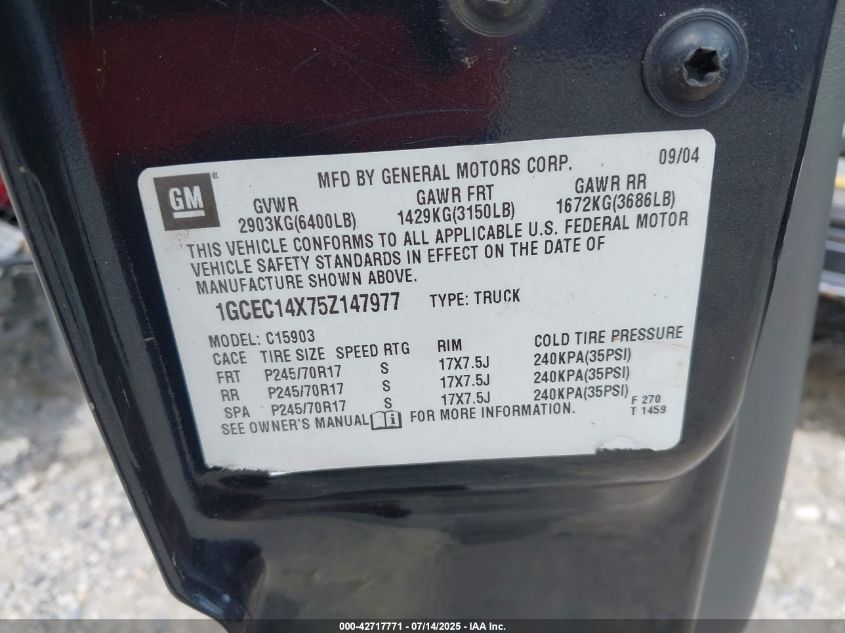 GM ®
MFD BY GENERAL MOTORS CORP. 09/04
GVWR GAWR FRT GAWR RR
2903KG(6400LB) 1429KG(3150LB) 1672KG(3686LB)
THIS VEHICLE CONFORMS TO ALL APPLICABLE U.S. FEDERAL MOTOR
VEHICLE SAFETY STANDARDS IN EFFECT ON THE DATE OF
MANUFACTURE SHOWN ABOVE.
1GCEC14X75Z147977 TYPE: TRUCK
MODEL: C15903
CACE TIRE SIZE SPEED RTG RIM COLD TIRE PRESSURE
FRT P245/70R17 S 17X7.5J 240KPA(35PSI)
RR P245/70R17 S 17X7.5J 240KPA(35PSI)
SPA P245/70R17 S 17X7.5J 240KPA(35PSI)
SEE OWNER'S MANUAL FOR MORE INFORMATION.
F 270
T 1459
000-42717771 | 07/14/2025 - IAA Inc.